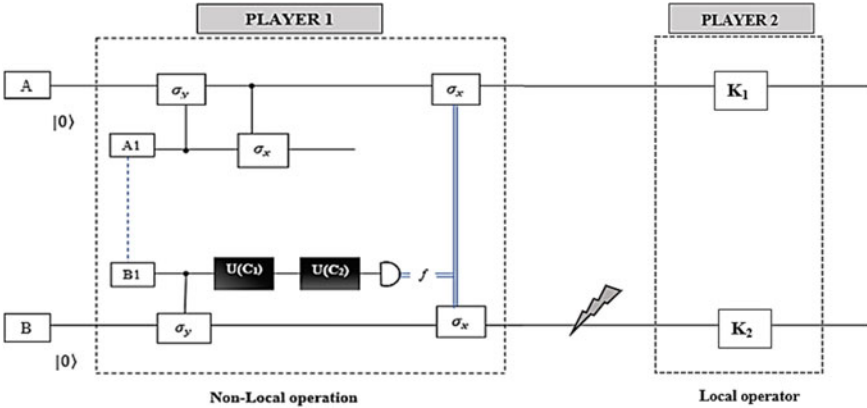 PLAYER 1
PLAYER 2
A
σy
σx
K1
|0⟩
A1
σx
B1
U(C1)
U(C2)
f
B
σy
σx
K2
|0⟩
Non-Local operation
Local operator